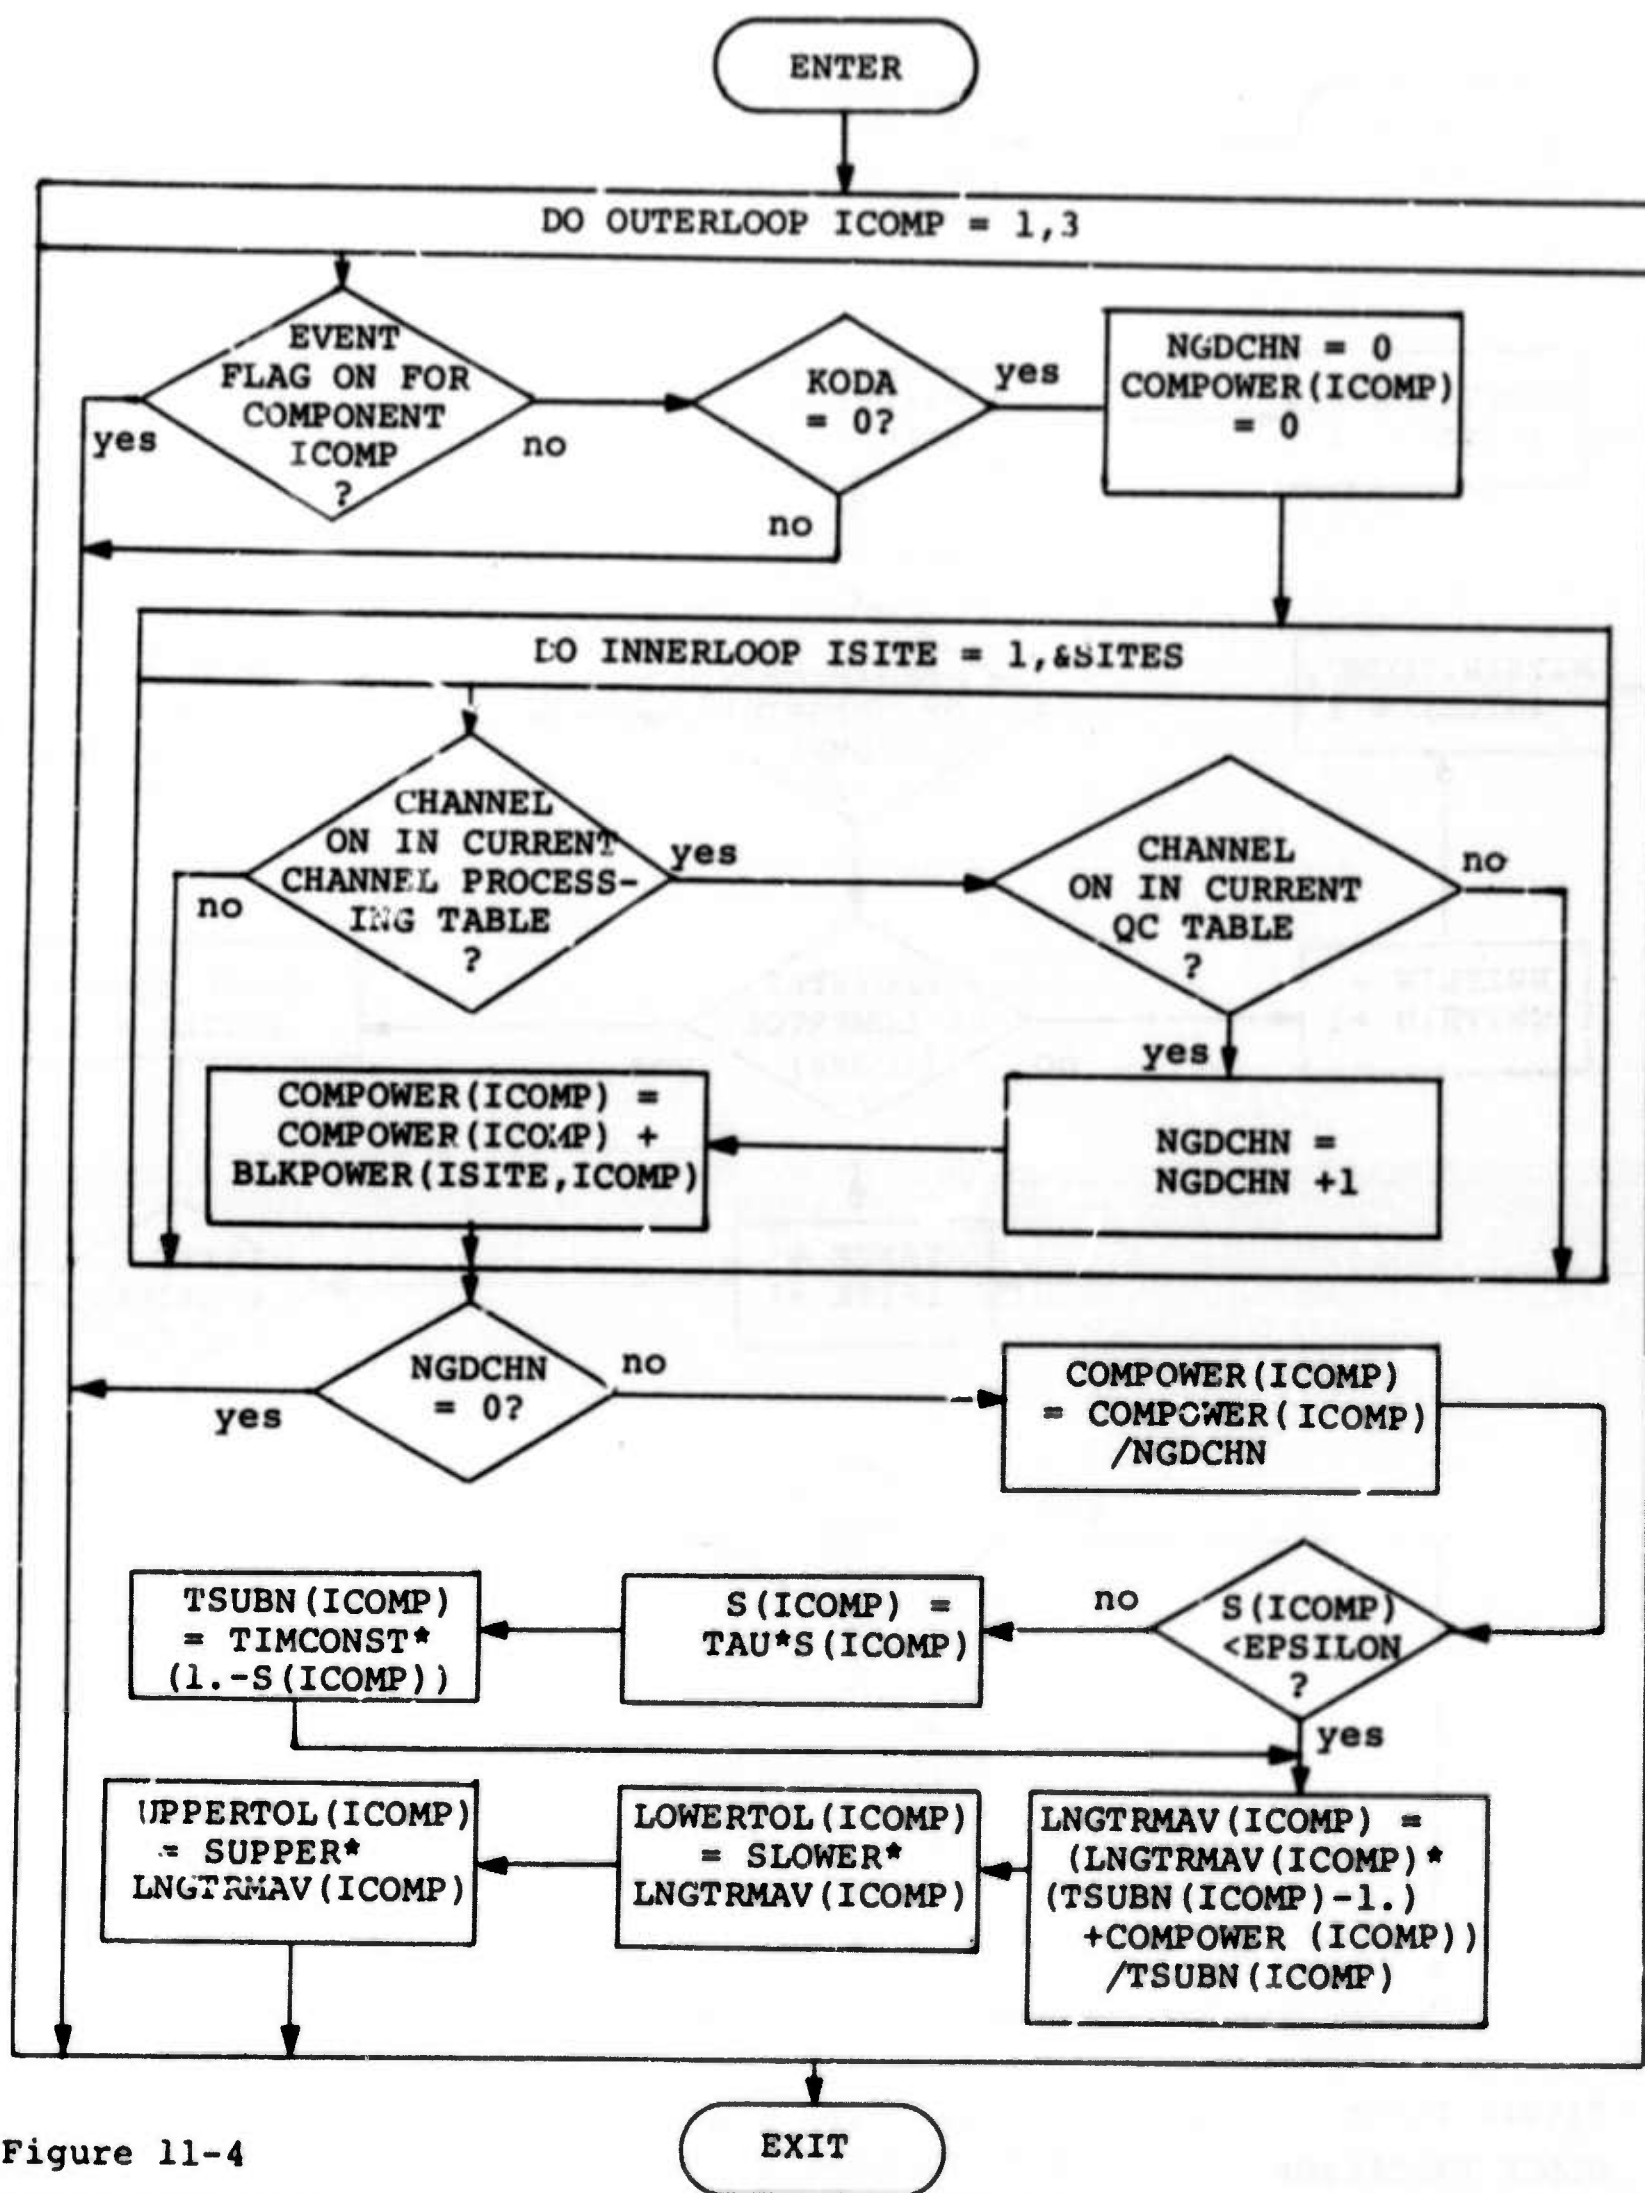 ENTER
DO OUTERLOOP ICOMP = 1,3
EVENT
FLAG ON FOR
COMPONENT
ICOMP
?
yes
no
KODA
= 0?
yes
no
NGDCHN = 0
COMPOWER(ICOMP)
= 0
DO INNERLOOP ISITE = 1,&SITES
CHANNEL
ON IN CURRENT
CHANNEL PROCESS-
ING TABLE
?
no
yes
CHANNEL
ON IN CURRENT
QC TABLE
?
no
yes
NGDCHN =
NGDCHN +1
COMPOWER(ICOMP) =
COMPOWER(ICOMP) +
BLKPOWER(ISITE,ICOMP)
NGDCHN
= 0?
yes
no
COMPOWER(ICOMP)
= COMPOWER(ICOMP)
/NGDCHN
S(ICOMP)
<EPSILON
?
no
yes
S(ICOMP) =
TAU*S(ICOMP)
TSUBN(ICOMP)
= TIMCONST*
(1.-S(ICOMP))
LNGTRMAV(ICOMP) =
(LNGTRMAV(ICOMP)*
(TSUBN(ICOMP)-1.)
+COMPOWER (ICOMP))
/TSUBN(ICOMP)
LOWERTOL(ICOMP)
= SLOWER*
LNGTRMAV(ICOMP)
UPPERTOL(ICOMP)
= SUPPER*
LNGTRMAV(ICOMP)
EXIT
Figure 11-4